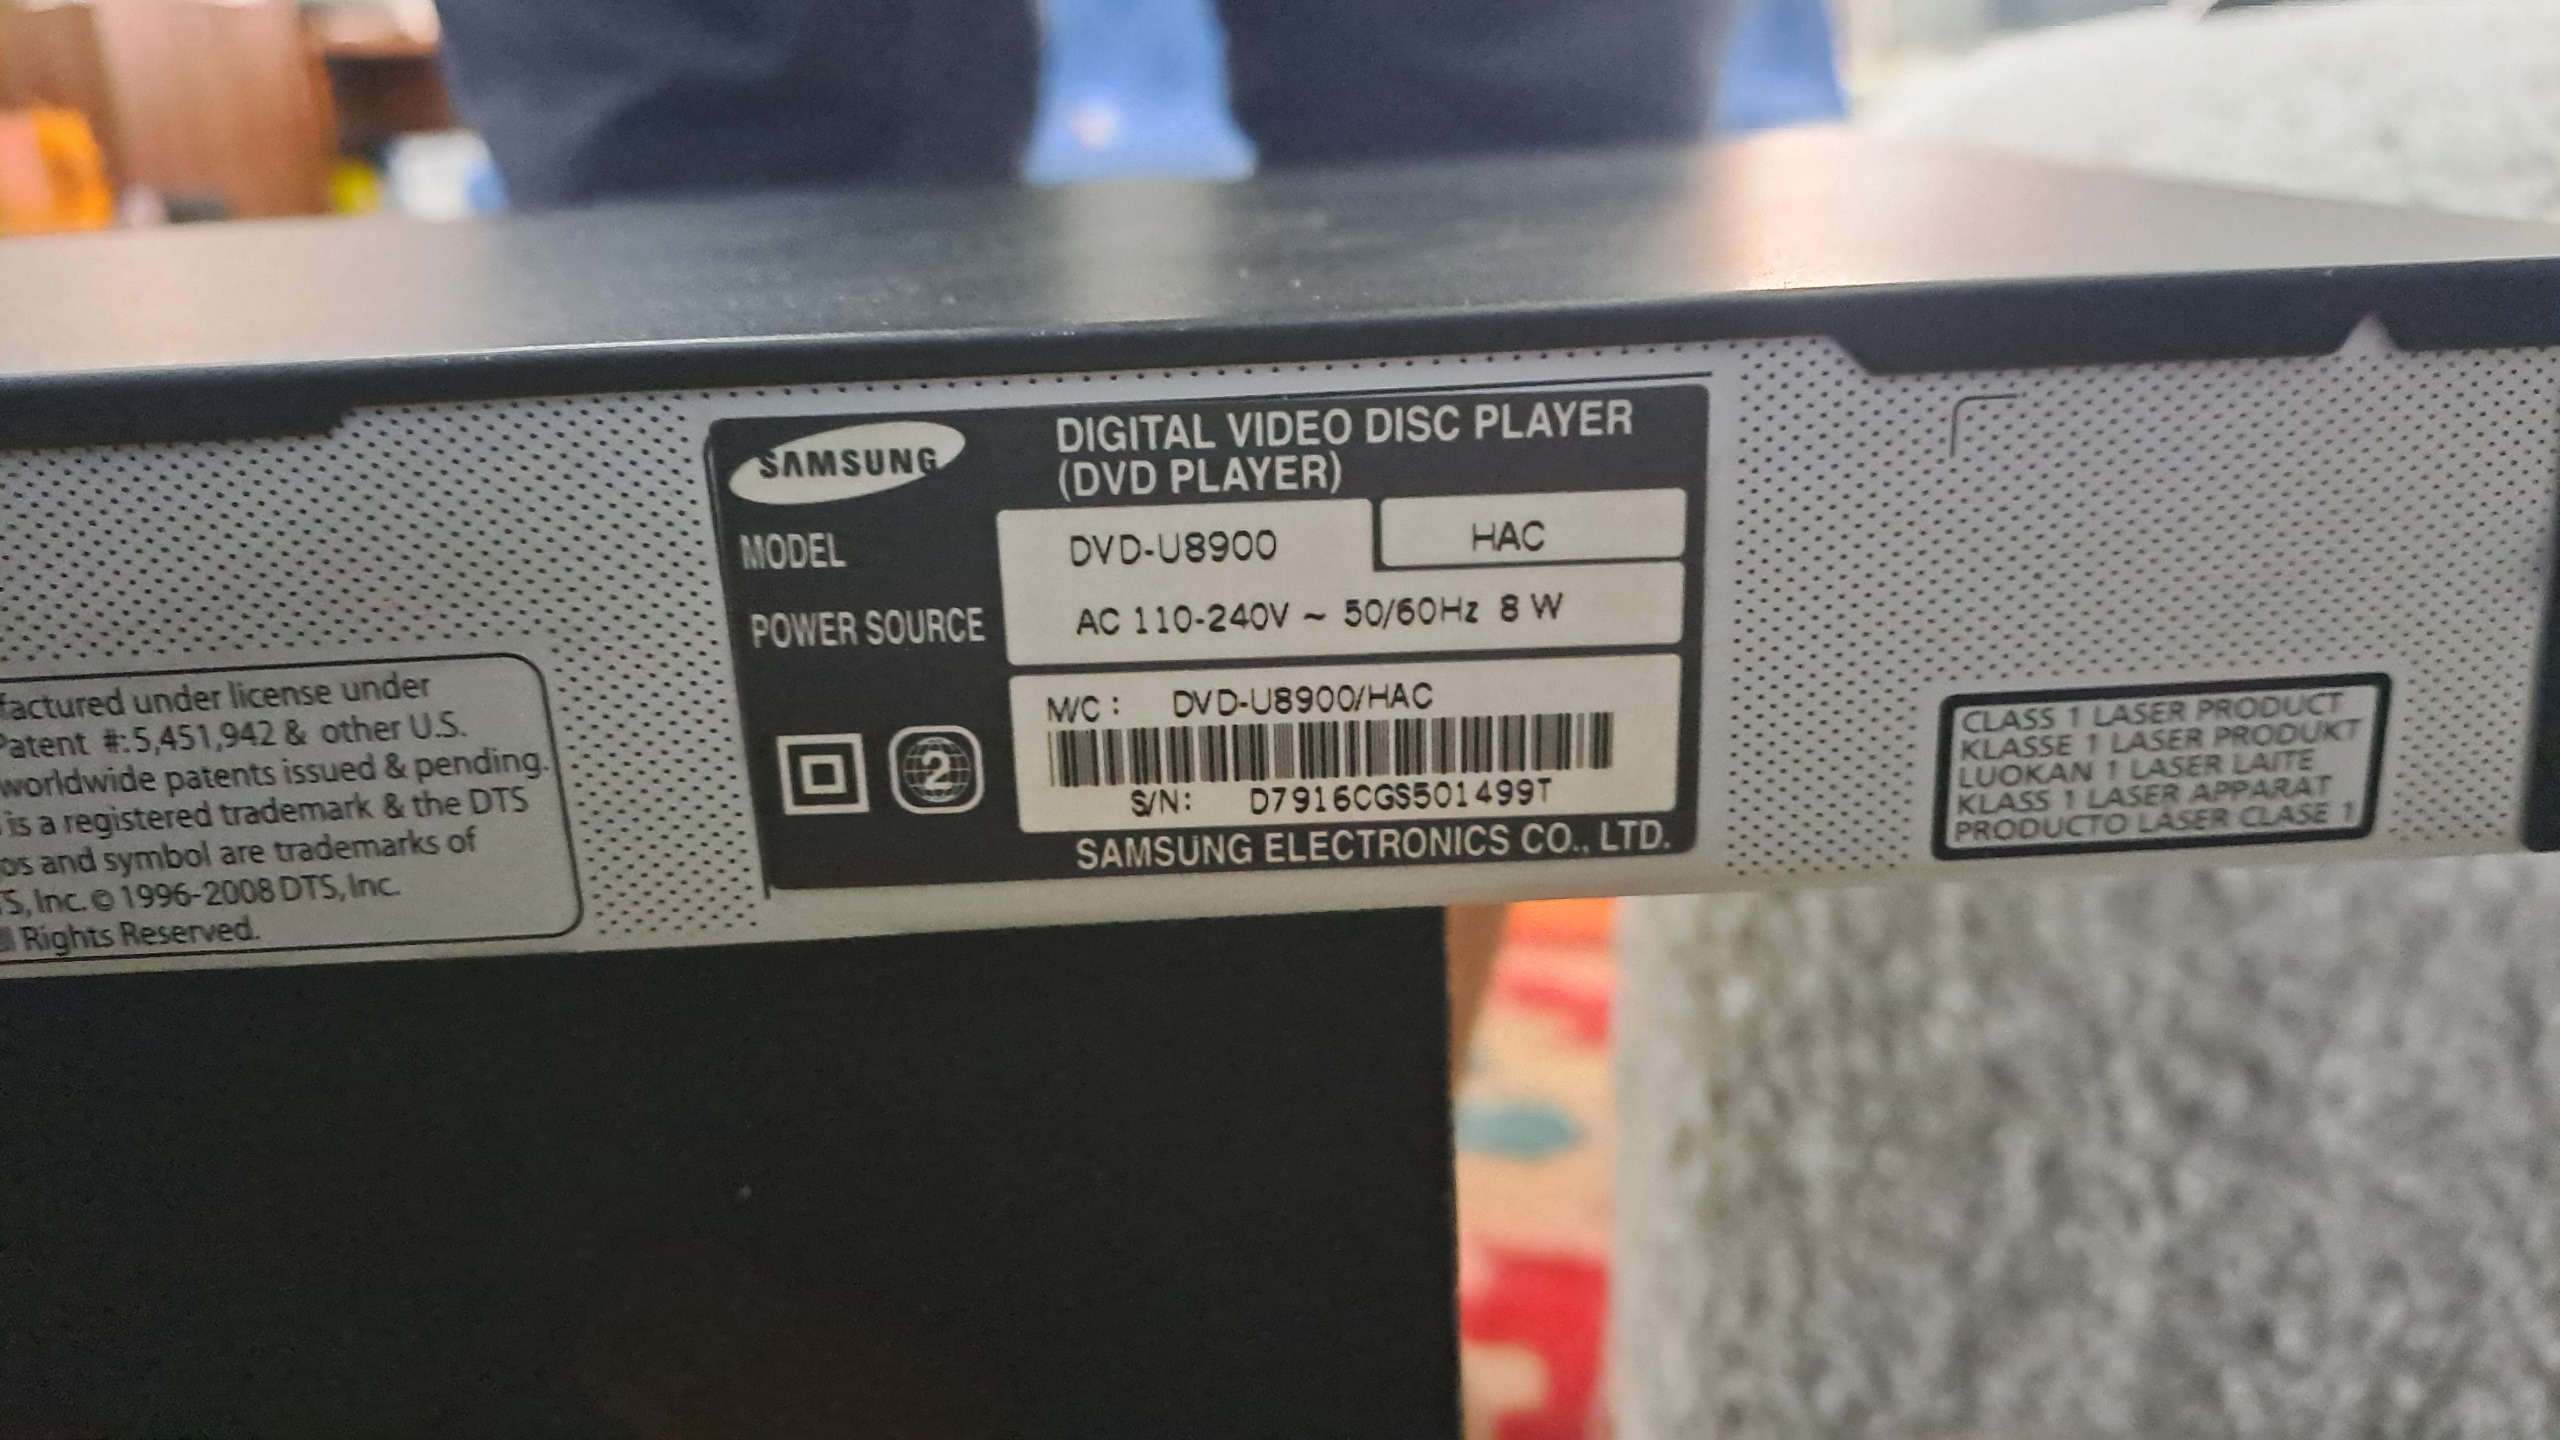 factured under license under
Patent #: 5,451,942 & other U.S.
worldwide patents issued & pending.
is a registered trademark & the DTS
os and symbol are trademarks of
S, Inc. © 1996-2008 DTS, Inc.
Rights Reserved.
SAMSUNG
DIGITAL VIDEO DISC PLAYER
(DVD PLAYER)
MODEL DVD-U8900 HAC
POWER SOURCE AC 110-240V ~ 50/60Hz 8 W
M/C : DVD-U8900/HAC
2
S/N: D7916CGS501499T
SAMSUNG ELECTRONICS CO., LTD.
CLASS 1 LASER PRODUCT
KLASSE 1 LASER PRODUKT
LUOKAN 1 LASER LAITE
KLASS 1 LASER APPARAT
PRODUCTO LASER CLASE 1